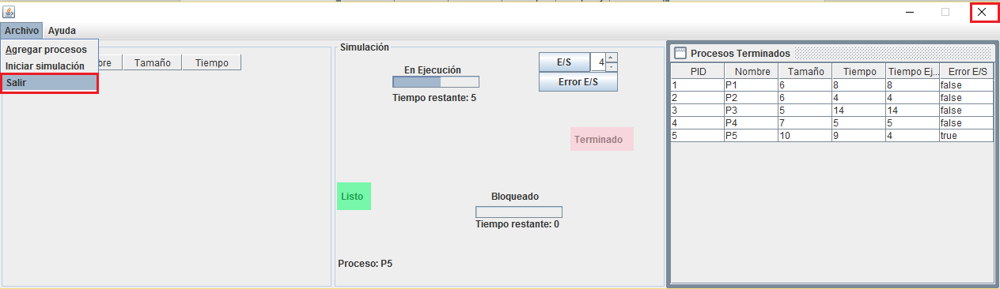 Archivo Ayuda
Agregar procesos
Iniciar simulación
Salir
bre Tamaño Tiempo
Simulación
En Ejecución
Tiempo restante: 5
E/S 4
Error E/S
Terminado
Listo
Bloqueado
Tiempo restante: 0
Proceso: P5
Procesos Terminados
PID Nombre Tamaño Tiempo Tiempo Ej... Error E/S
1 P1 6 8 8 false
2 P2 6 4 4 false
3 P3 5 14 14 false
4 P4 7 5 5 false
5 P5 10 9 4 true